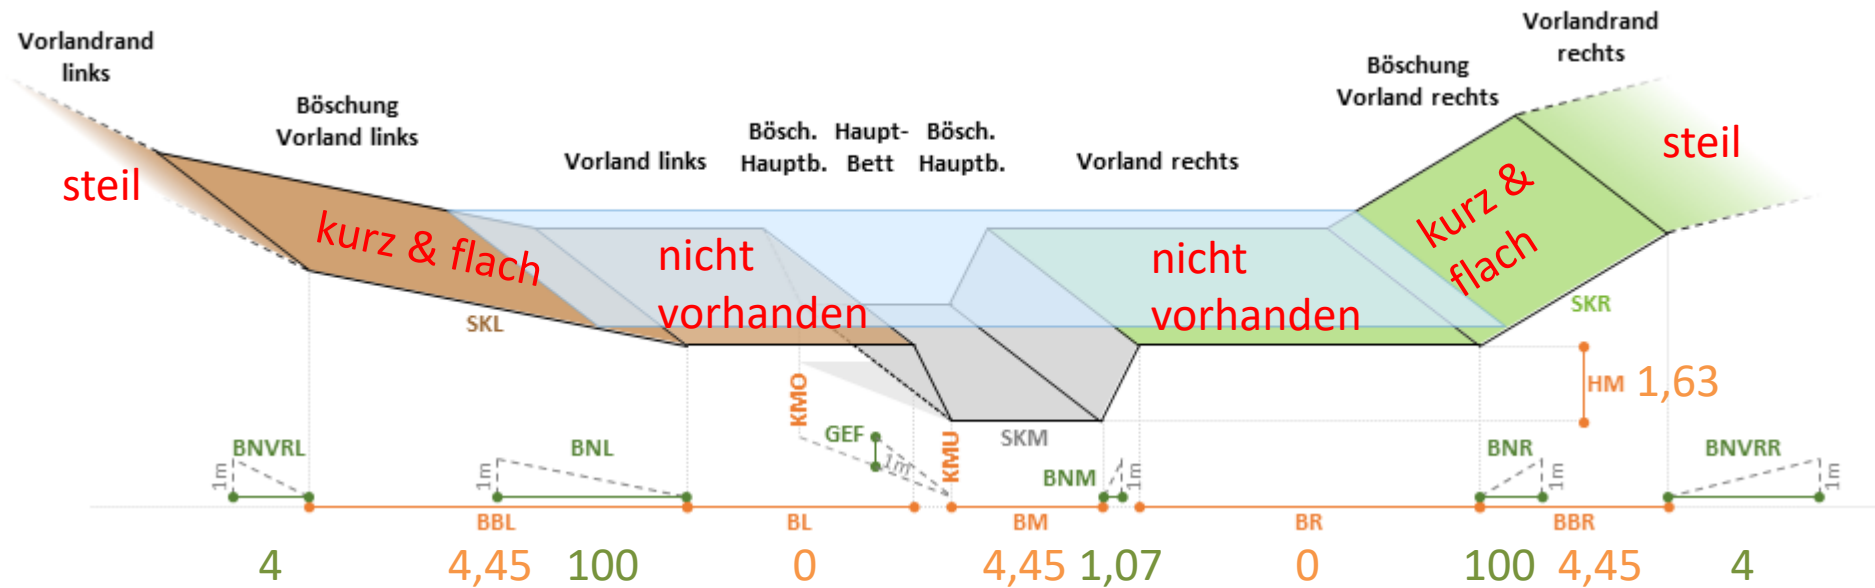 Vorlandrand
links
Böschung
Vorland links
Vorland links
Bösch.
Hauptb.
Haupt-
Bett
Bösch.
Hauptb.
Vorland rechts
Böschung
Vorland rechts
Vorlandrand
rechts
steil
kurz & flach
nicht
vorhanden
nicht
vorhanden
kurz &
flach
steil
SKL
SKR
KMO
GEF
1m
KMU
SKM
HM 1,63
BNVRL
1m
BNL
1m
BNM
1m
BNR
1m
BNVRR
1m
BBL
BL
BM
BR
BBR
4 4,45 100 0 4,45 1,07 0 100 4,45 4